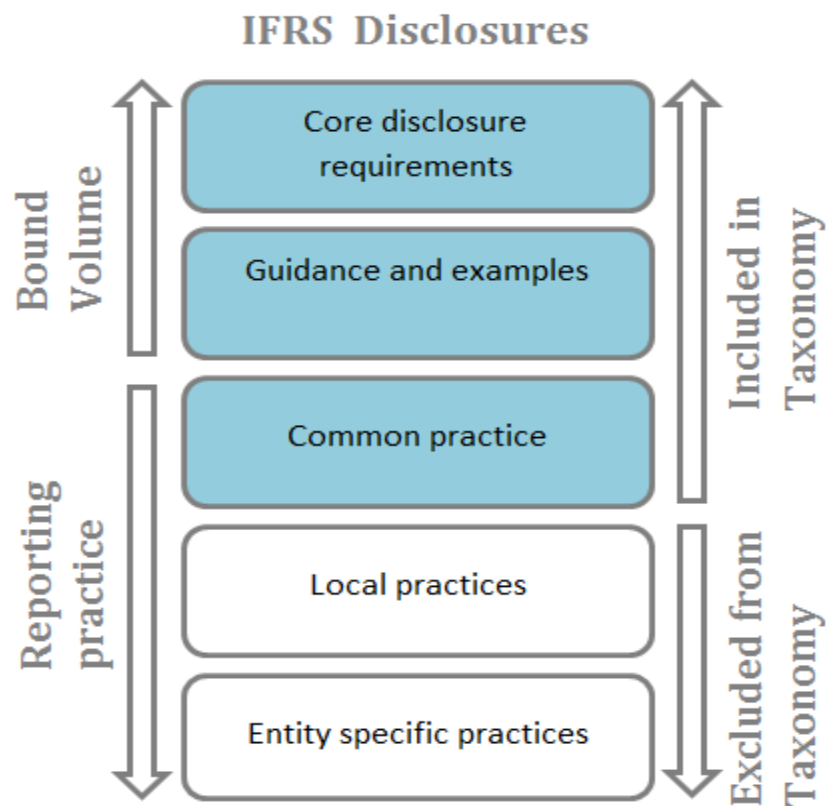 IFRS Disclosures
Bound
Volume
Reporting
practice
Core disclosure
requirements
Guidance and examples
Common practice
Local practices
Entity specific practices
Included in
Taxonomy
Excluded from
Taxonomy